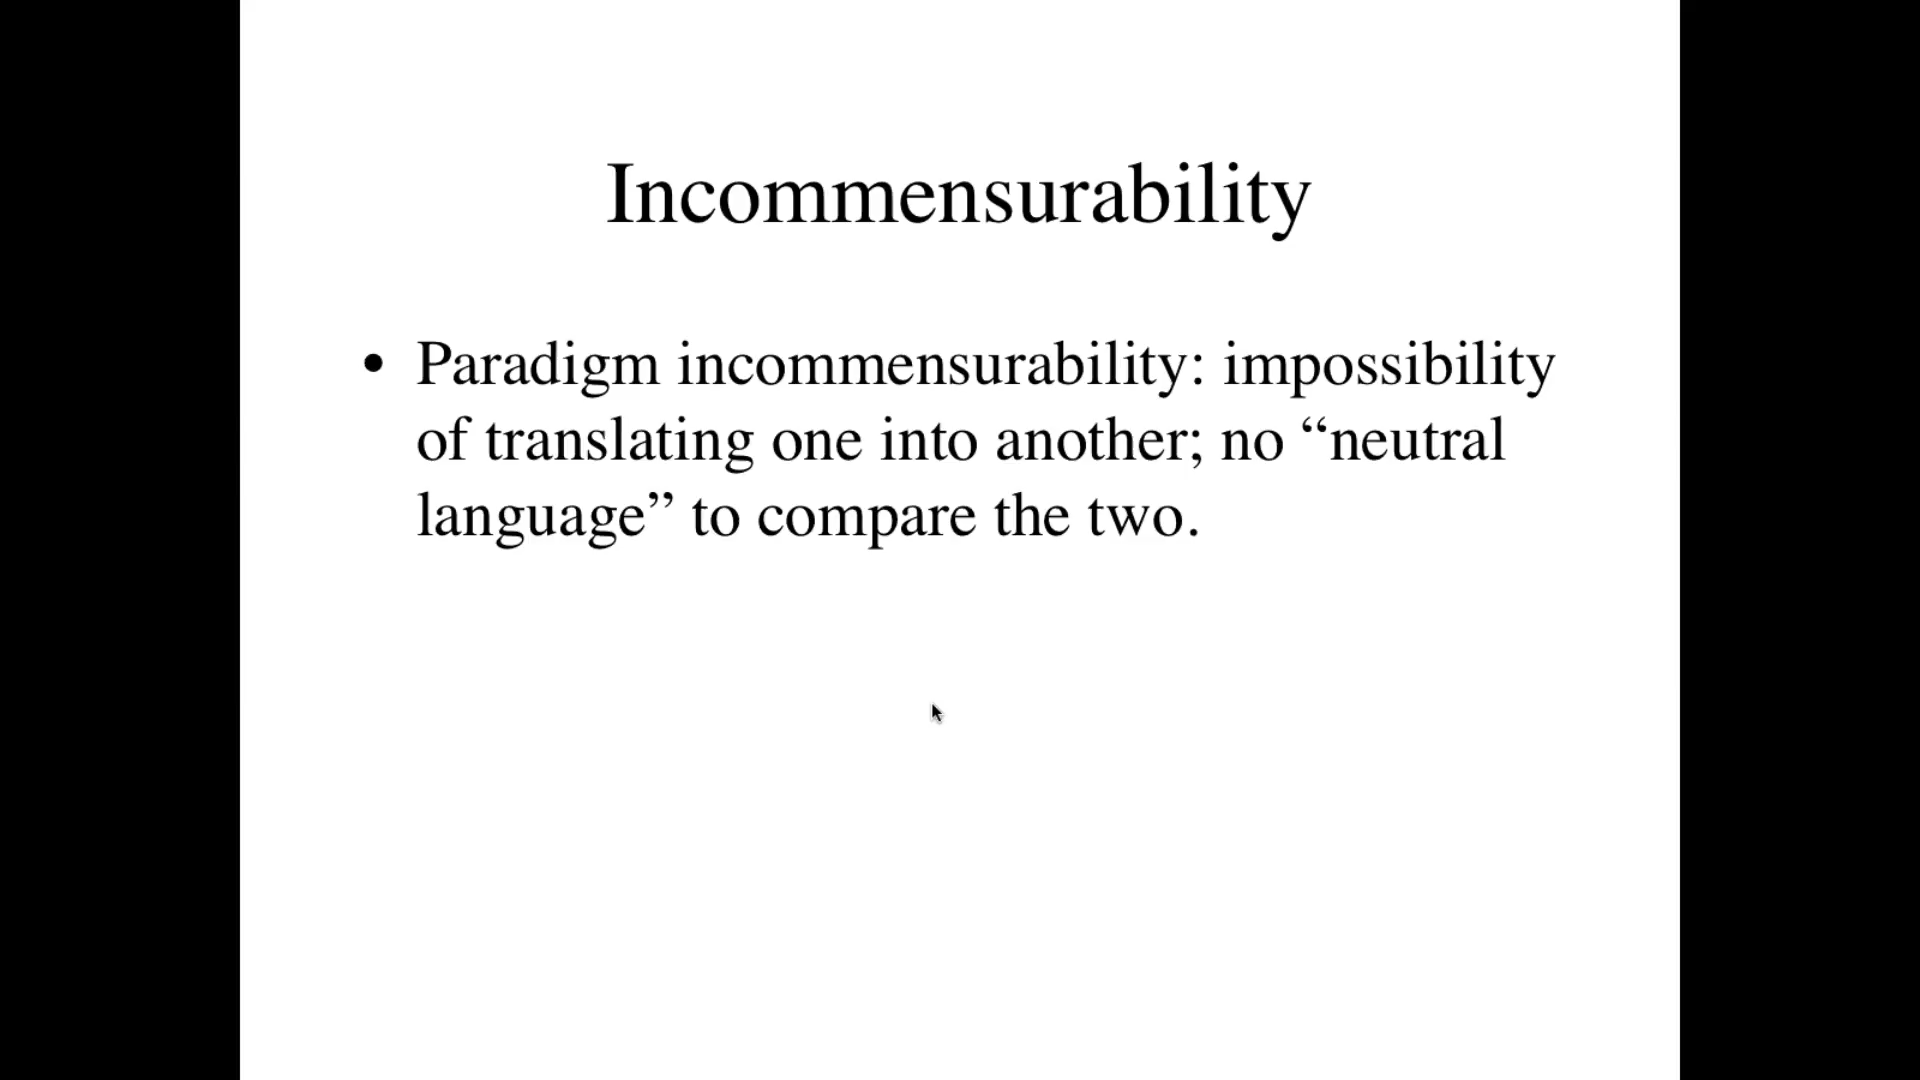 Incommensurability
• Paradigm incommensurability: impossibility
of translating one into another; no “neutral
language” to compare the two.